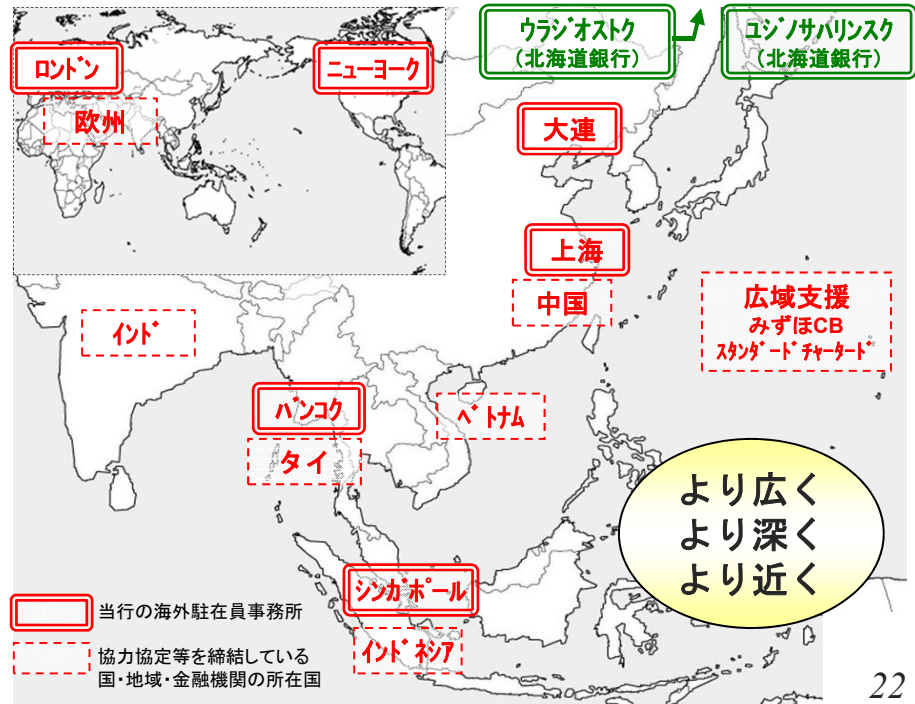 ロンドン
ニューヨーク
欧州
ウラジオストク
(北海道銀行)
ユジノサハリンスク
(北海道銀行)
大連
上海
中国
広域支援
みずほCB
スタンダードチャータード
インド
バンコク
タイ
ベトナム
より広く
より深く
より近く
シンガポール
インドネシア
当行の海外駐在員事務所
協力協定等を締結している
国・地域・金融機関の所在国
22